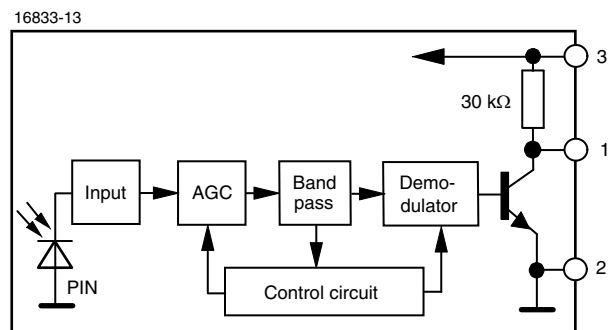 16833-13
3
30 kΩ
1
Input
AGC
Band
pass
Demo-
dulator
2
PIN
Control circuit